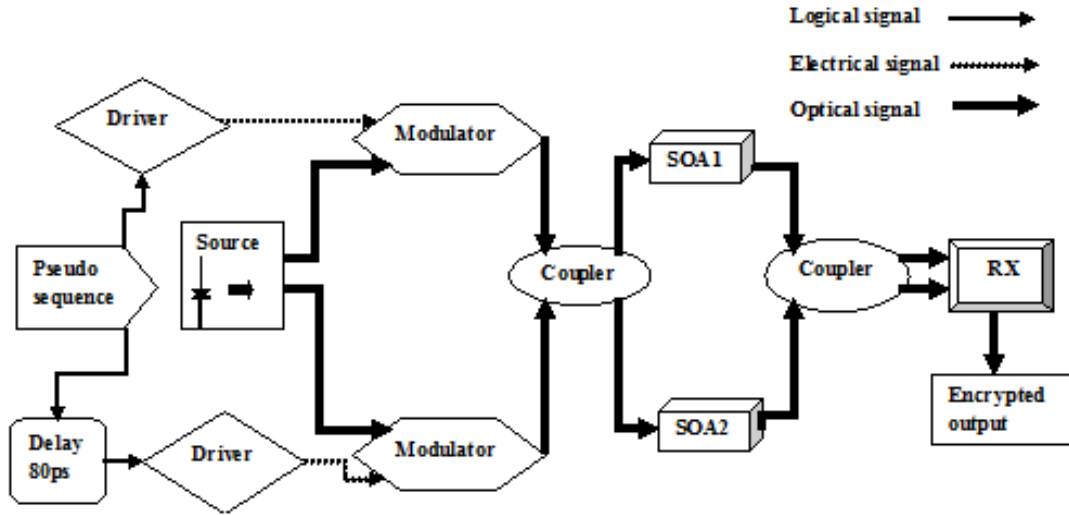 Logical signal
Electrical signal
Optical signal
Driver
Modulator
SOA1
Source
Pseudo
sequence
Coupler
Coupler
RX
Delay
80ps
Driver
Modulator
SOA2
Encrypted
output